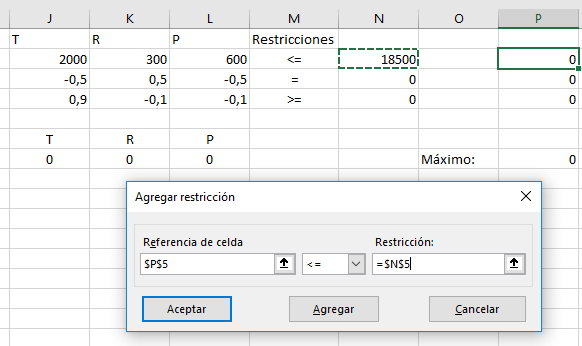 J K L M N O P
T R P Restricciones
2000 300 600 <= 18500 0
-0,5 0,5 -0,5 = 0 0
0,9 -0,1 -0,1 >= 0 0
T R P
0 0 0 Máximo: 0
Agregar restricción
Referencia de celda Restricción:
$P$5 <= =$N$5
Aceptar Agregar Cancelar